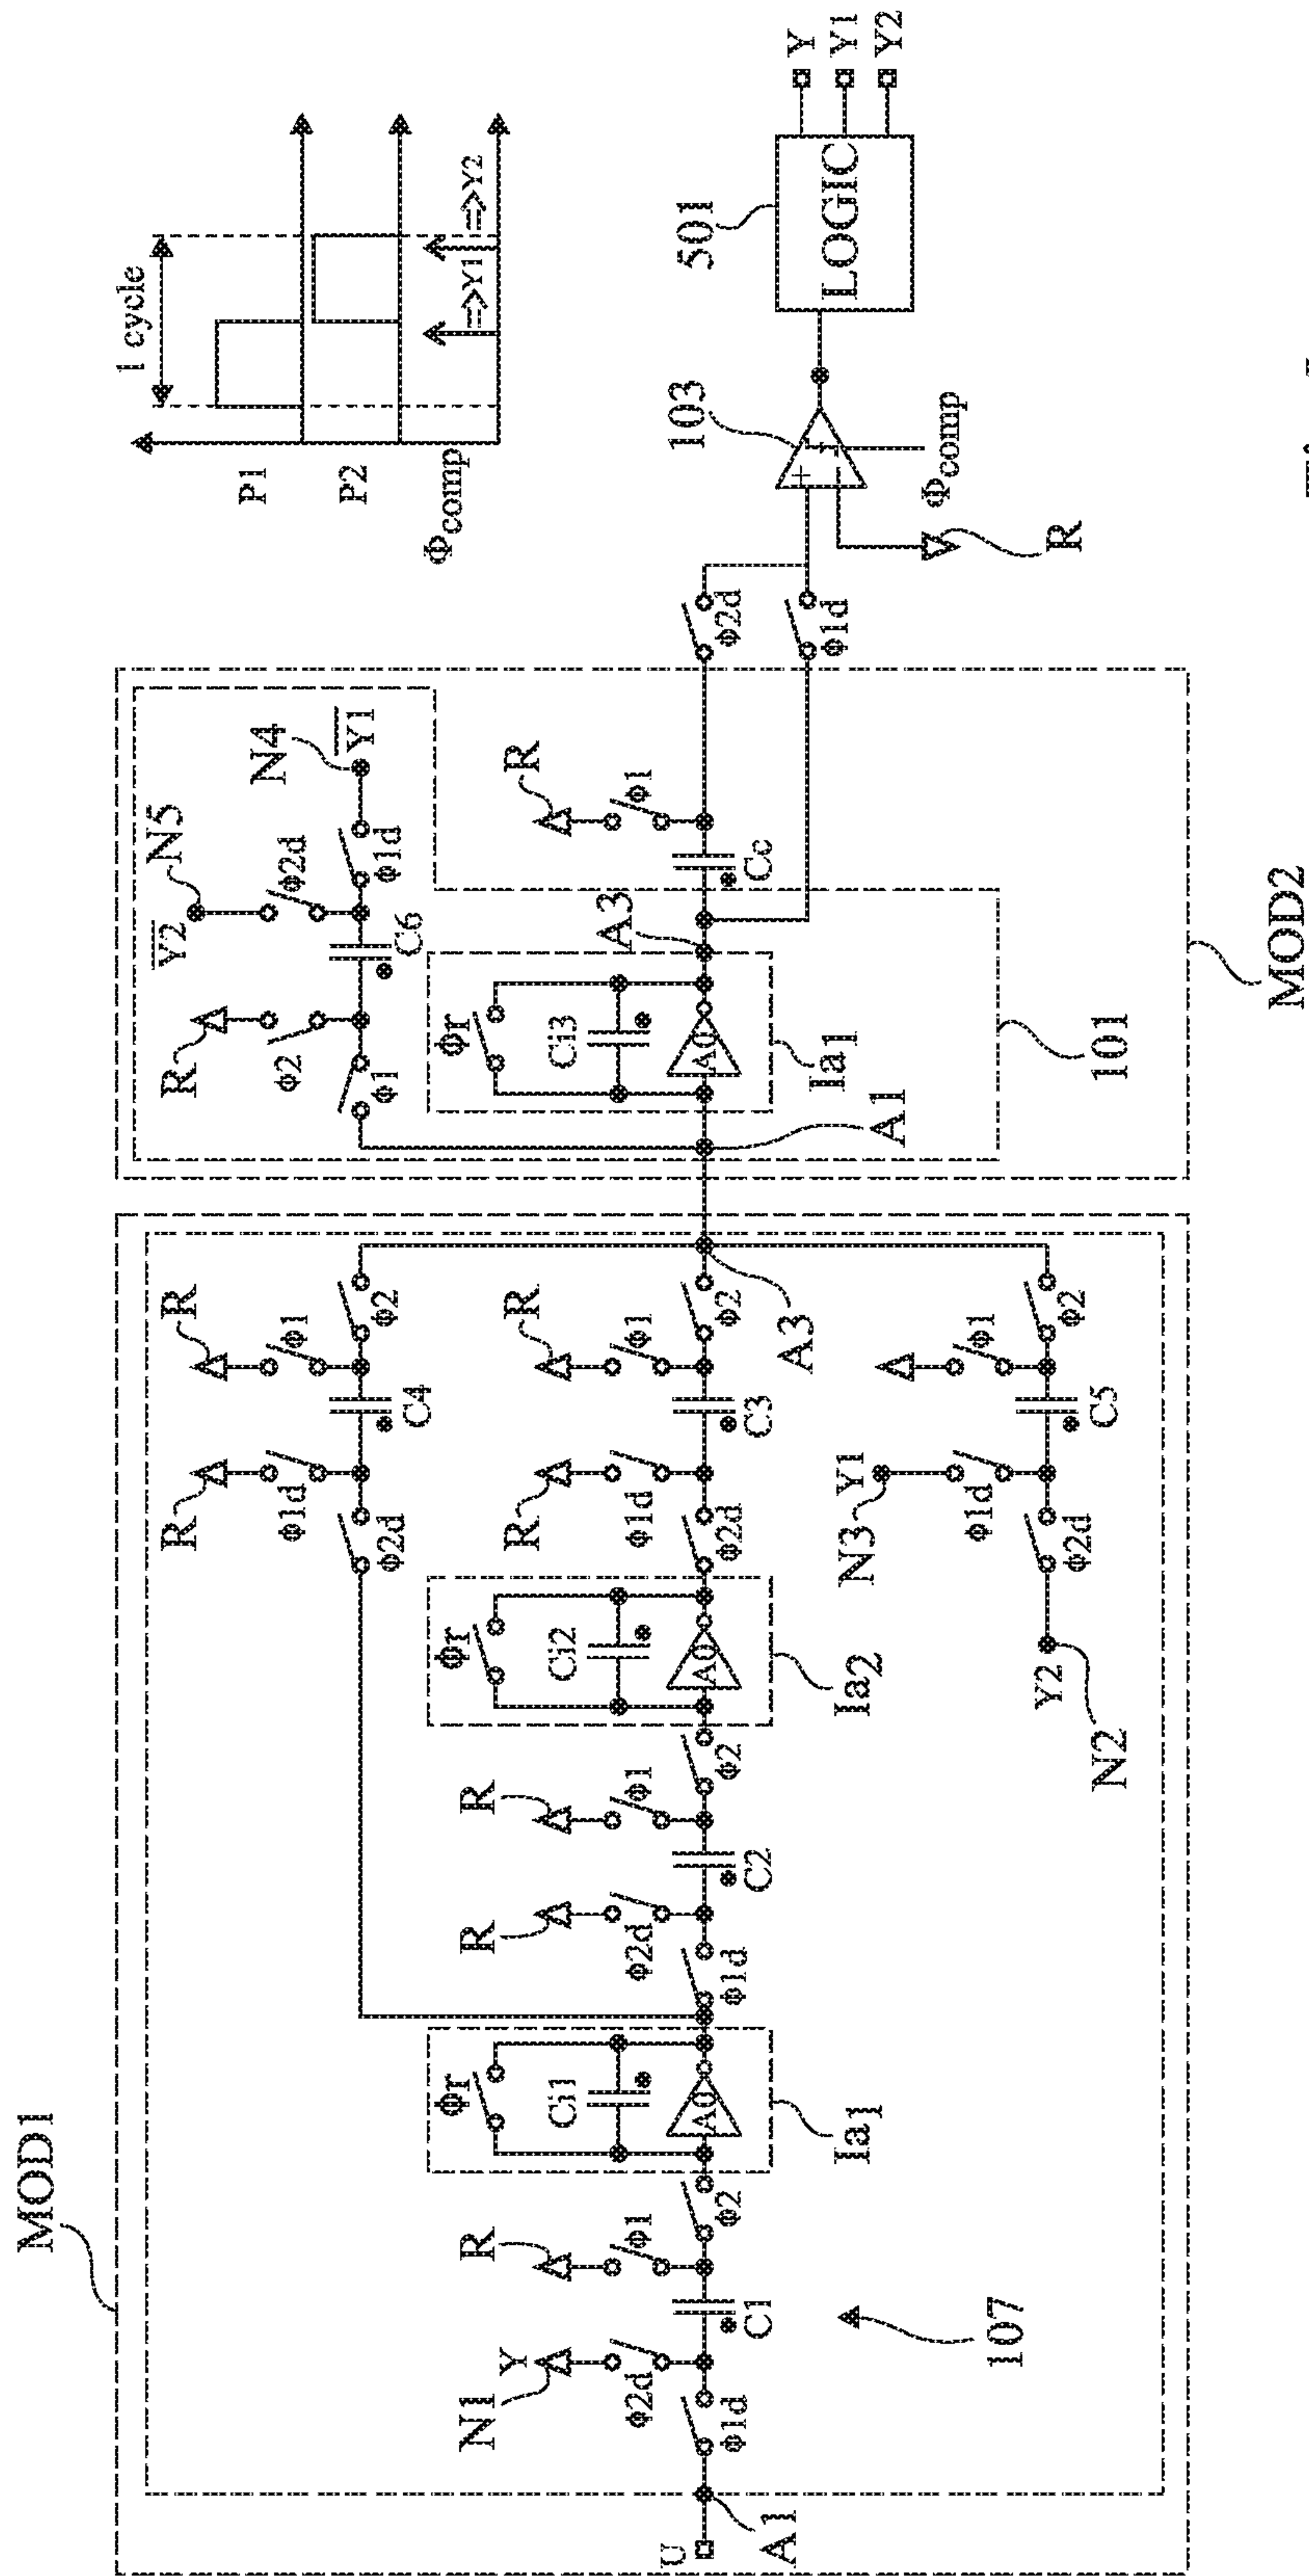 MOD1
U
A1
N1
Y
Φ2d
Φ1d
C1
R
Φ1
Φ2
107
Φr
Ci1
A0
Ia1
R
Φ2d
Φ1d
C2
R
Φ1
Φ2
Φr
Ci2
A0
Ia2
R
Φ1d
Φ2d
C4
R
Φ1
Φ2
R
Φ1d
Φ2d
C3
R
Φ1
Φ2
A3
N3
Y1
Φ1d
Φ2d
Y2
N2
C5
Φ1
Φ2
MOD2
101
A1
R
Φ2
Φ1
Y2
N5
Φ2d
C6
Φ1d
N4
Y1
Φr
Ci3
A0
Ia1
A3
R
Φ1
Cc
Φ2d
Φ1d
103
+
−
R
Φcomp
501
LOGIC
Y
Y1
Y2
1 cycle
P1
P2
Φcomp
=>Y1
=>Y2